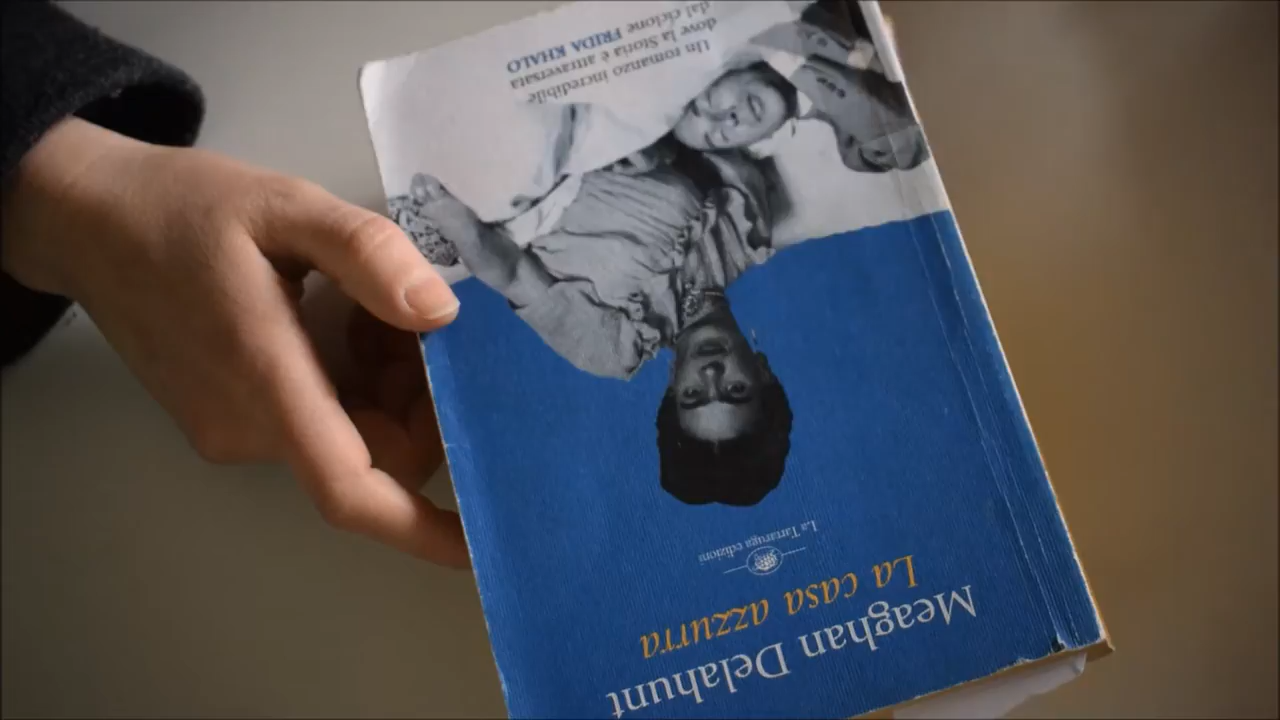 Meaghan Delahunt
La casa azzurra
La Tartaruga edizioni
Un romanzo incredibile
dove la Storia è attraversata
dal ciclone FRIDA KHALO